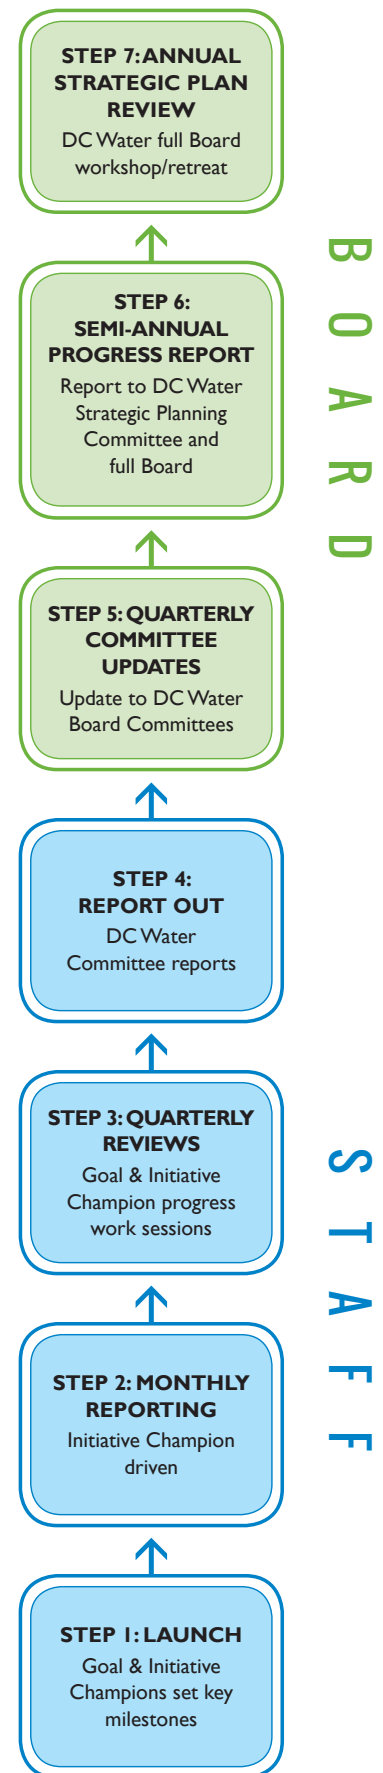 STEP 7: ANNUAL
STRATEGIC PLAN
REVIEW
DC Water full Board
workshop/retreat
STEP 6:
SEMI-ANNUAL
PROGRESS REPORT
Report to DC Water
Strategic Planning
Committee and
full Board
STEP 5: QUARTERLY
COMMITTEE
UPDATES
Update to DC Water
Board Committees
BOARD
STEP 4:
REPORT OUT
DC Water
Committee reports
STEP 3: QUARTERLY
REVIEWS
Goal & Initiative
Champion progress
work sessions
STEP 2: MONTHLY
REPORTING
Initiative Champion
driven
STEP 1: LAUNCH
Goal & Initiative
Champions set key
milestones
STAFF